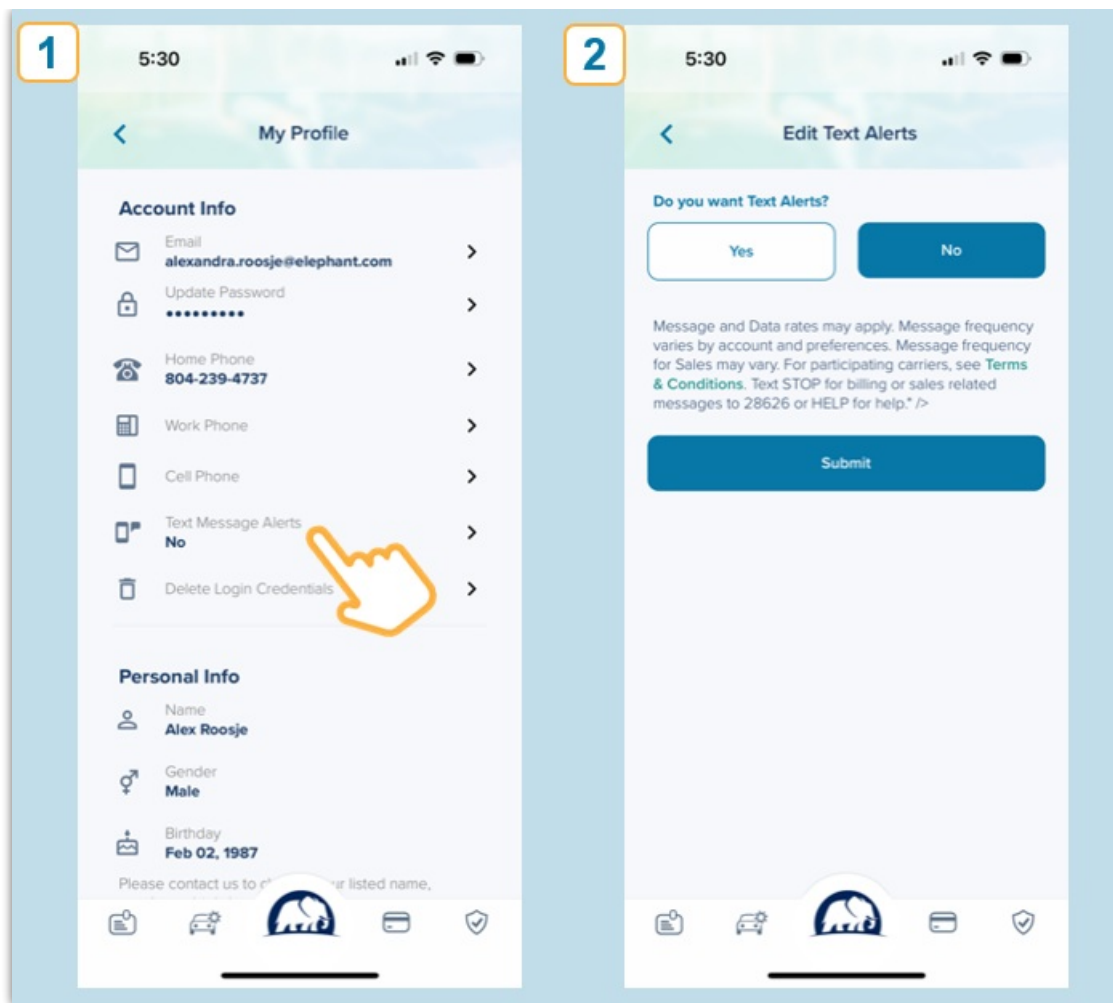 1
5:30
My Profile
Account Info
Email
alexandra.roosje@elephant.com
Update Password
•••••••••
Home Phone
804-239-4737
Work Phone
Cell Phone
Text Message Alerts
No
Delete Login Credentials
Personal Info
Name
Alex Roosje
Gender
Male
Birthday
Feb 02, 1987
Please contact us to listed name,
2
5:30
Edit Text Alerts
Do you want Text Alerts?
Yes
No
Message and Data rates may apply. Message frequency
varies by account and preferences. Message frequency
for Sales may vary. For participating carriers, see Terms
& Conditions. Text STOP for billing or sales related
messages to 28626 or HELP for help." />
Submit